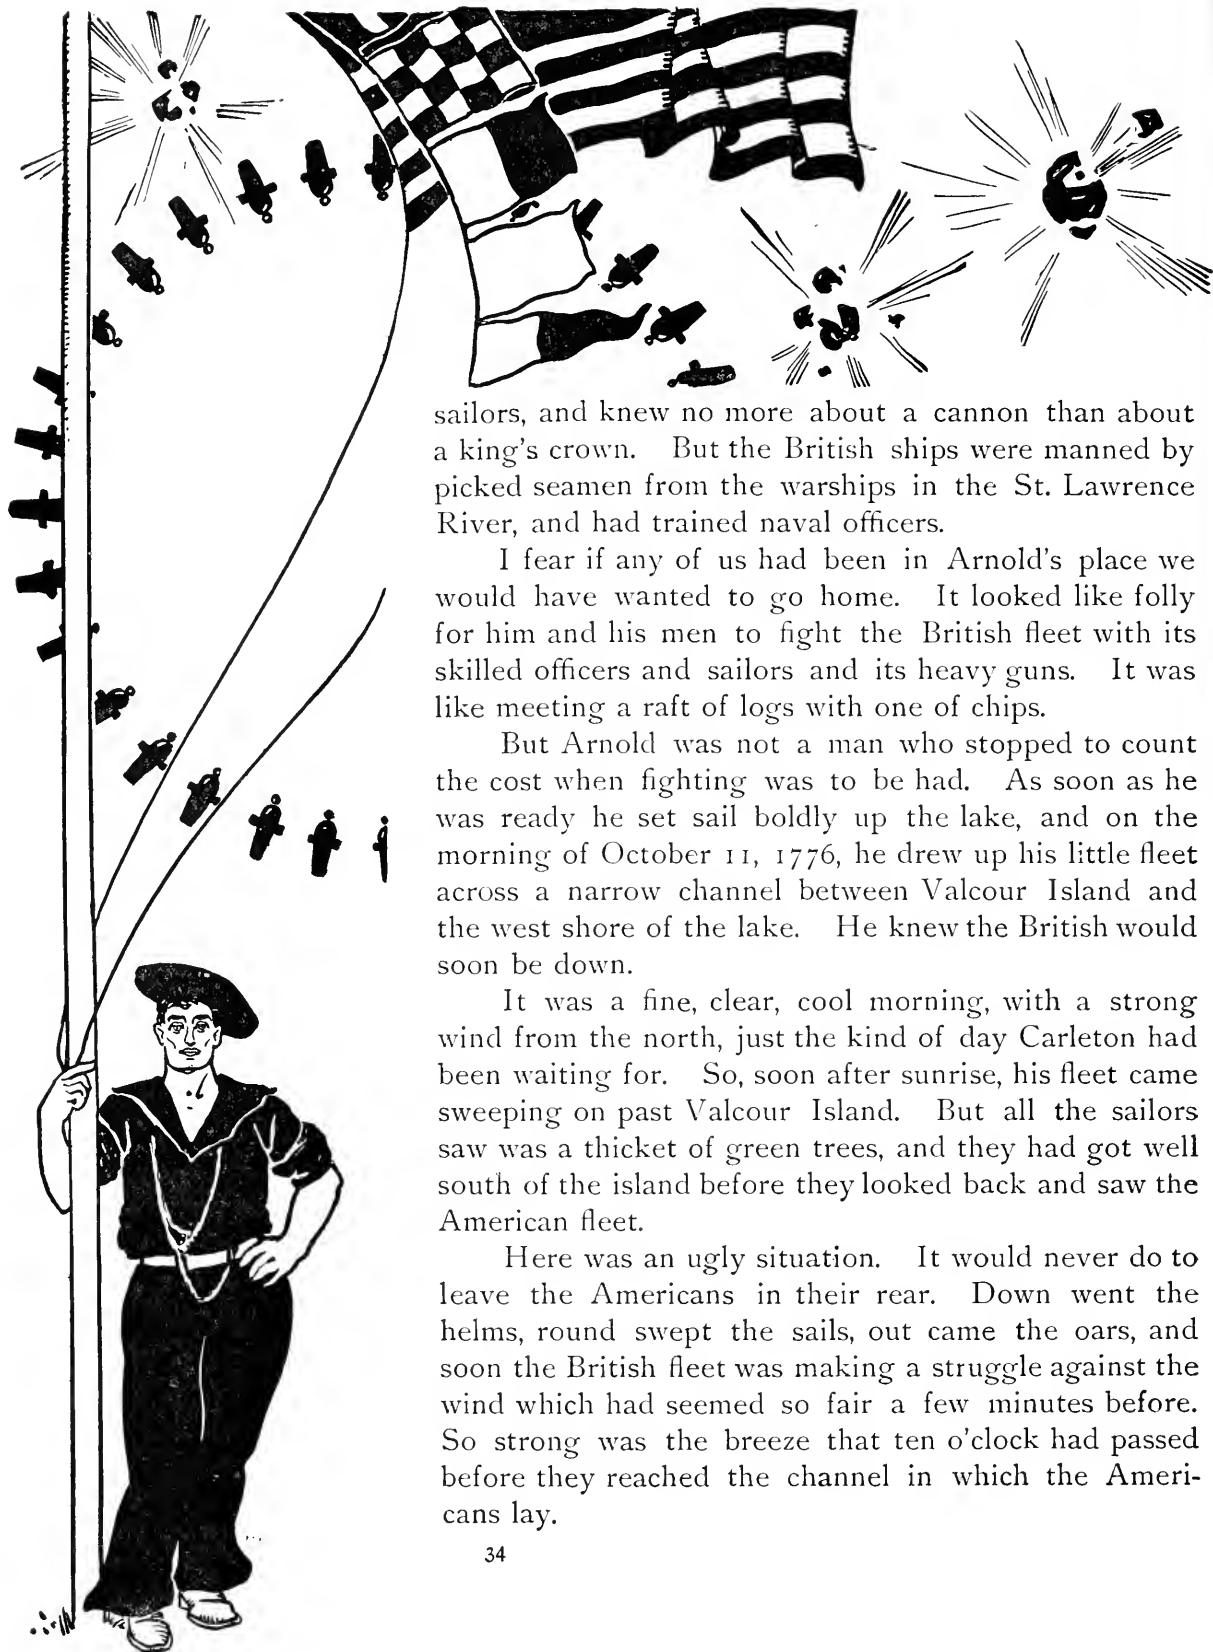 sailors, and knew no more about a cannon than about
a king's crown. But the British ships were manned by
picked seamen from the warships in the St. Lawrence
River, and had trained naval officers.
I fear if any of us had been in Arnold's place we
would have wanted to go home. It looked like folly
for him and his men to fight the British fleet with its
skilled officers and sailors and its heavy guns. It was
like meeting a raft of logs with one of chips.
But Arnold was not a man who stopped to count
the cost when fighting was to be had. As soon as he
was ready he set sail boldly up the lake, and on the
morning of October 11, 1776, he drew up his little fleet
across a narrow channel between Valcour Island and
the west shore of the lake. He knew the British would
soon be down.
It was a fine, clear, cool morning, with a strong
wind from the north, just the kind of day Carleton had
been waiting for. So, soon after sunrise, his fleet came
sweeping on past Valcour Island. But all the sailors
saw was a thicket of green trees, and they had got well
south of the island before they looked back and saw the
American fleet.
Here was an ugly situation. It would never do to
leave the Americans in their rear. Down went the
helms, round swept the sails, out came the oars, and
soon the British fleet was making a struggle against the
wind which had seemed so fair a few minutes before.
So strong was the breeze that ten o'clock had passed
before they reached the channel in which the Ameri-
cans lay.
34